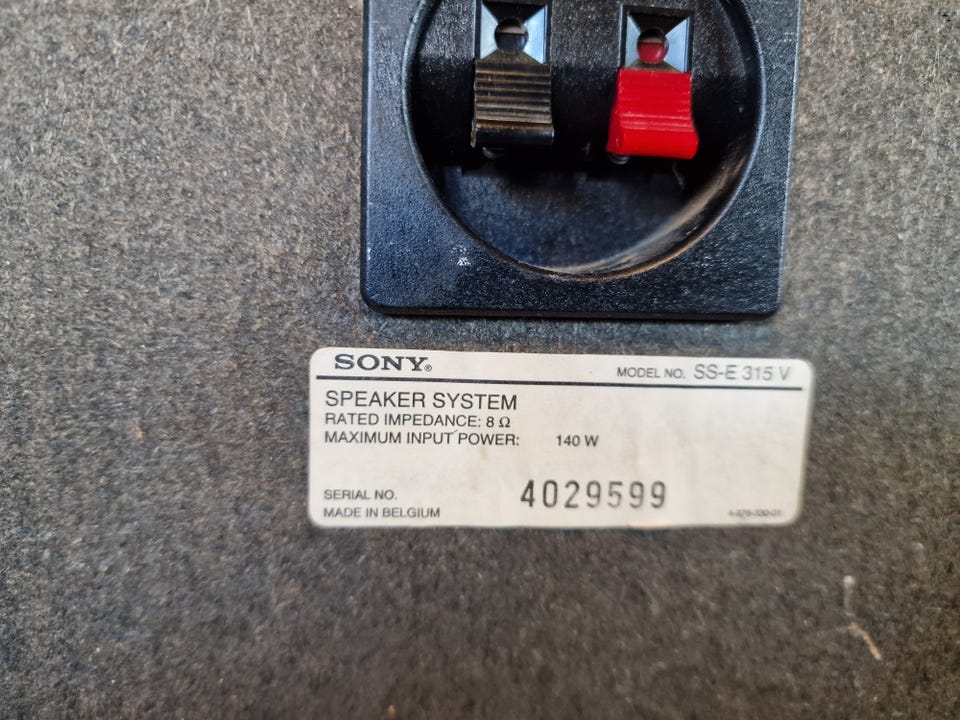 SONY®
MODEL NO. SS-E 315 V
SPEAKER SYSTEM
RATED IMPEDANCE: 8 Ω
MAXIMUM INPUT POWER: 140 W
SERIAL NO. 4029599
MADE IN BELGIUM